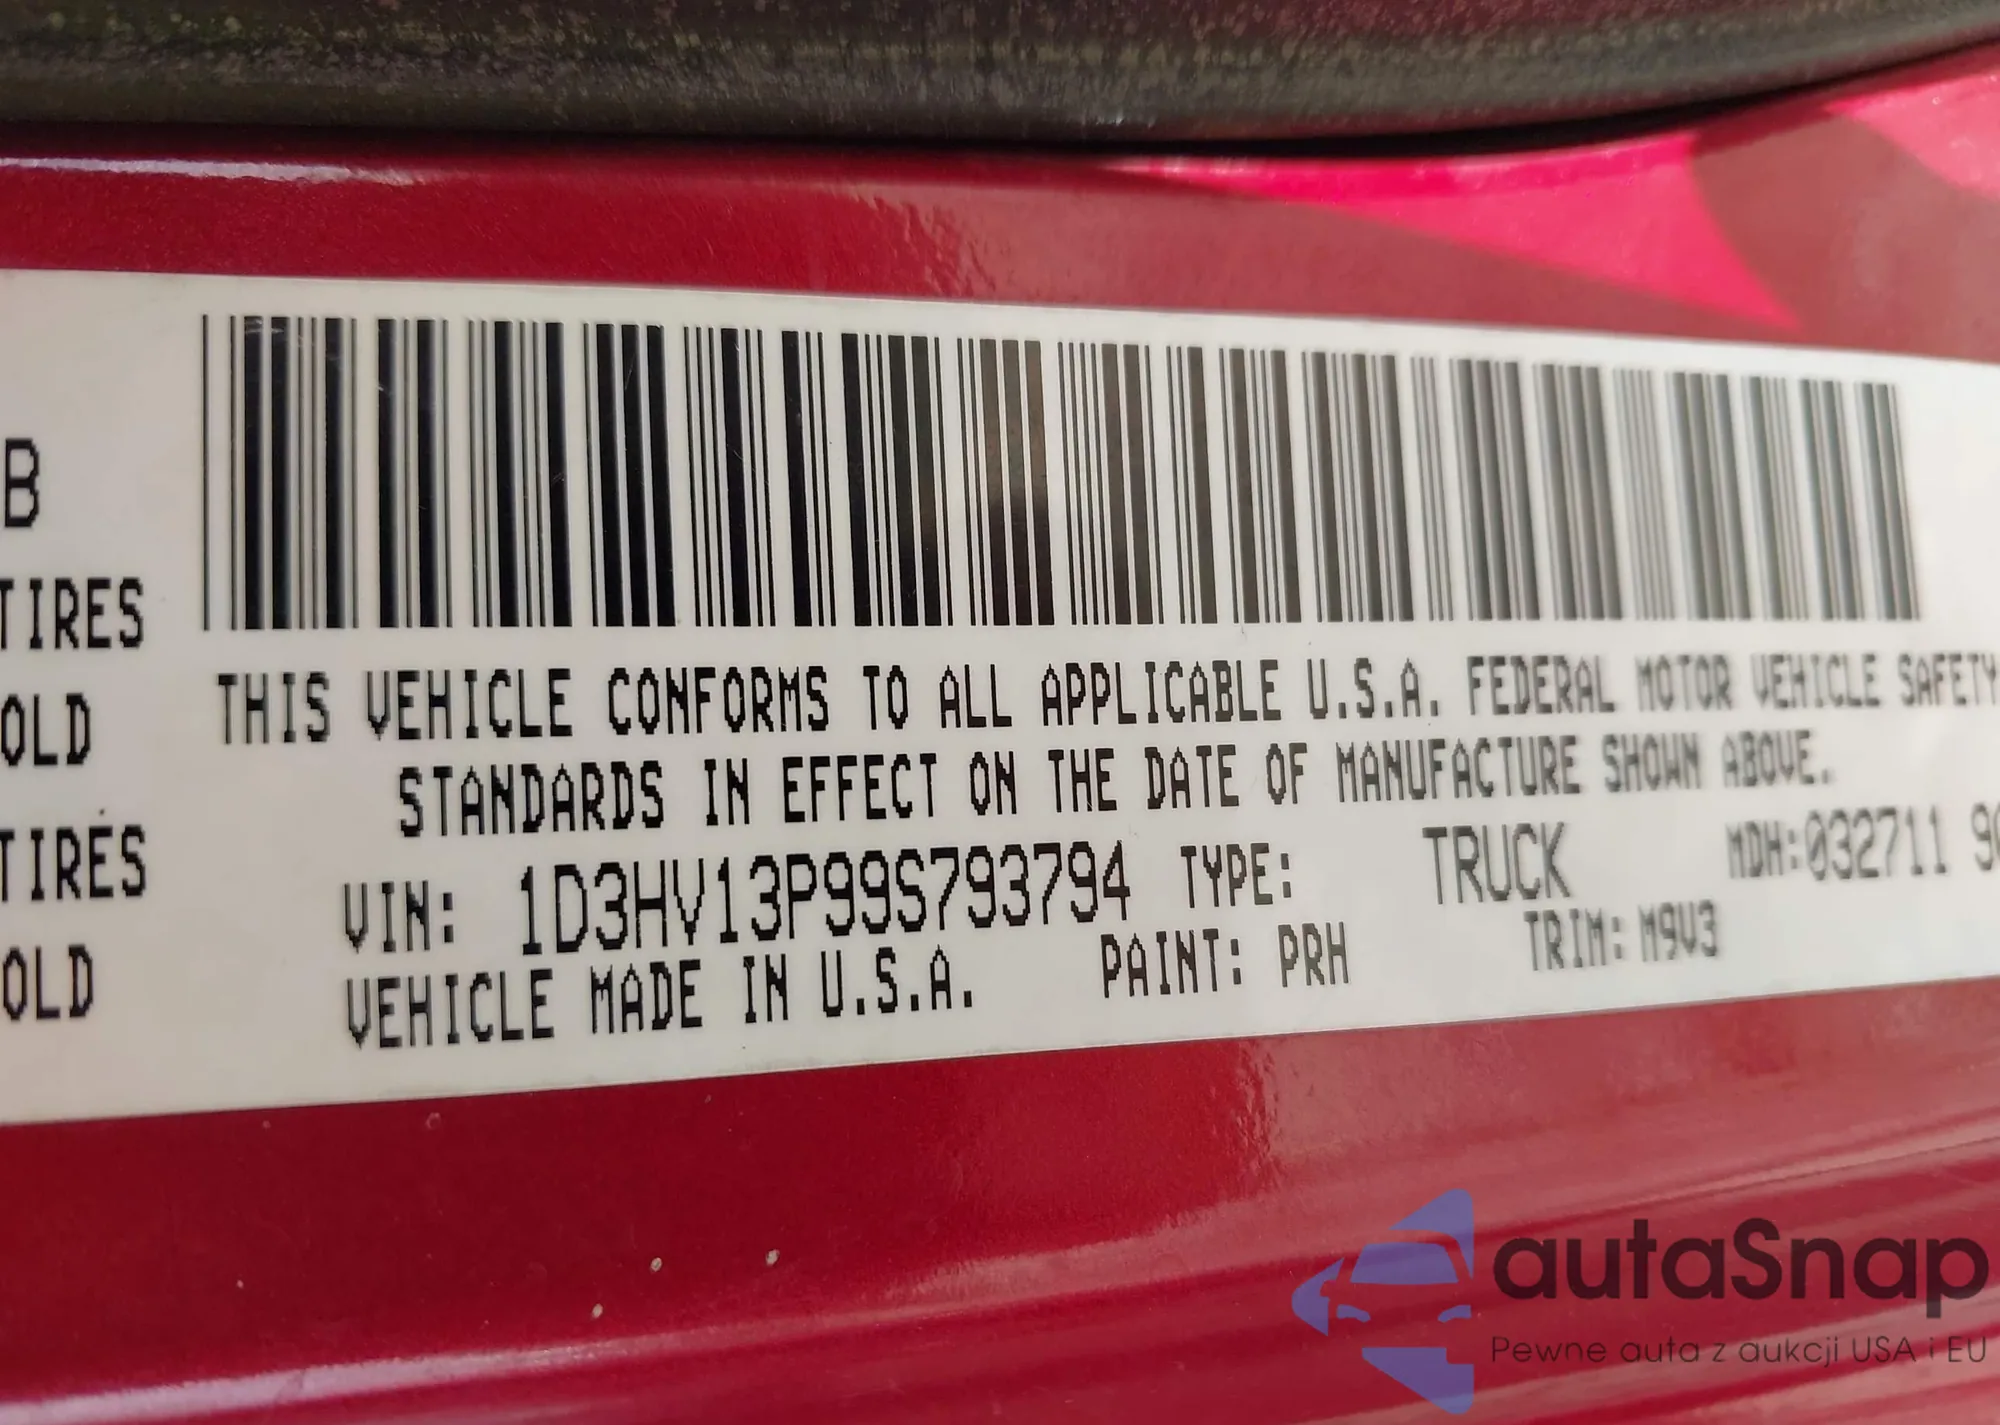 B
TIRES
OLD
TIRES
OLD
THIS VEHICLE CONFORMS TO ALL APPLICABLE U.S.A. FEDERAL MOTOR VEHICLE SAFETY
STANDARDS IN EFFECT ON THE DATE OF MANUFACTURE SHOWN ABOVE.
VIN: 1D3HV13P99S793794 TYPE: TRUCK MDH:032711 90
VEHICLE MADE IN U.S.A. PAINT: PRH TRIM: M9V3
autaSnap
Pewne auta z aukcji USA i EU